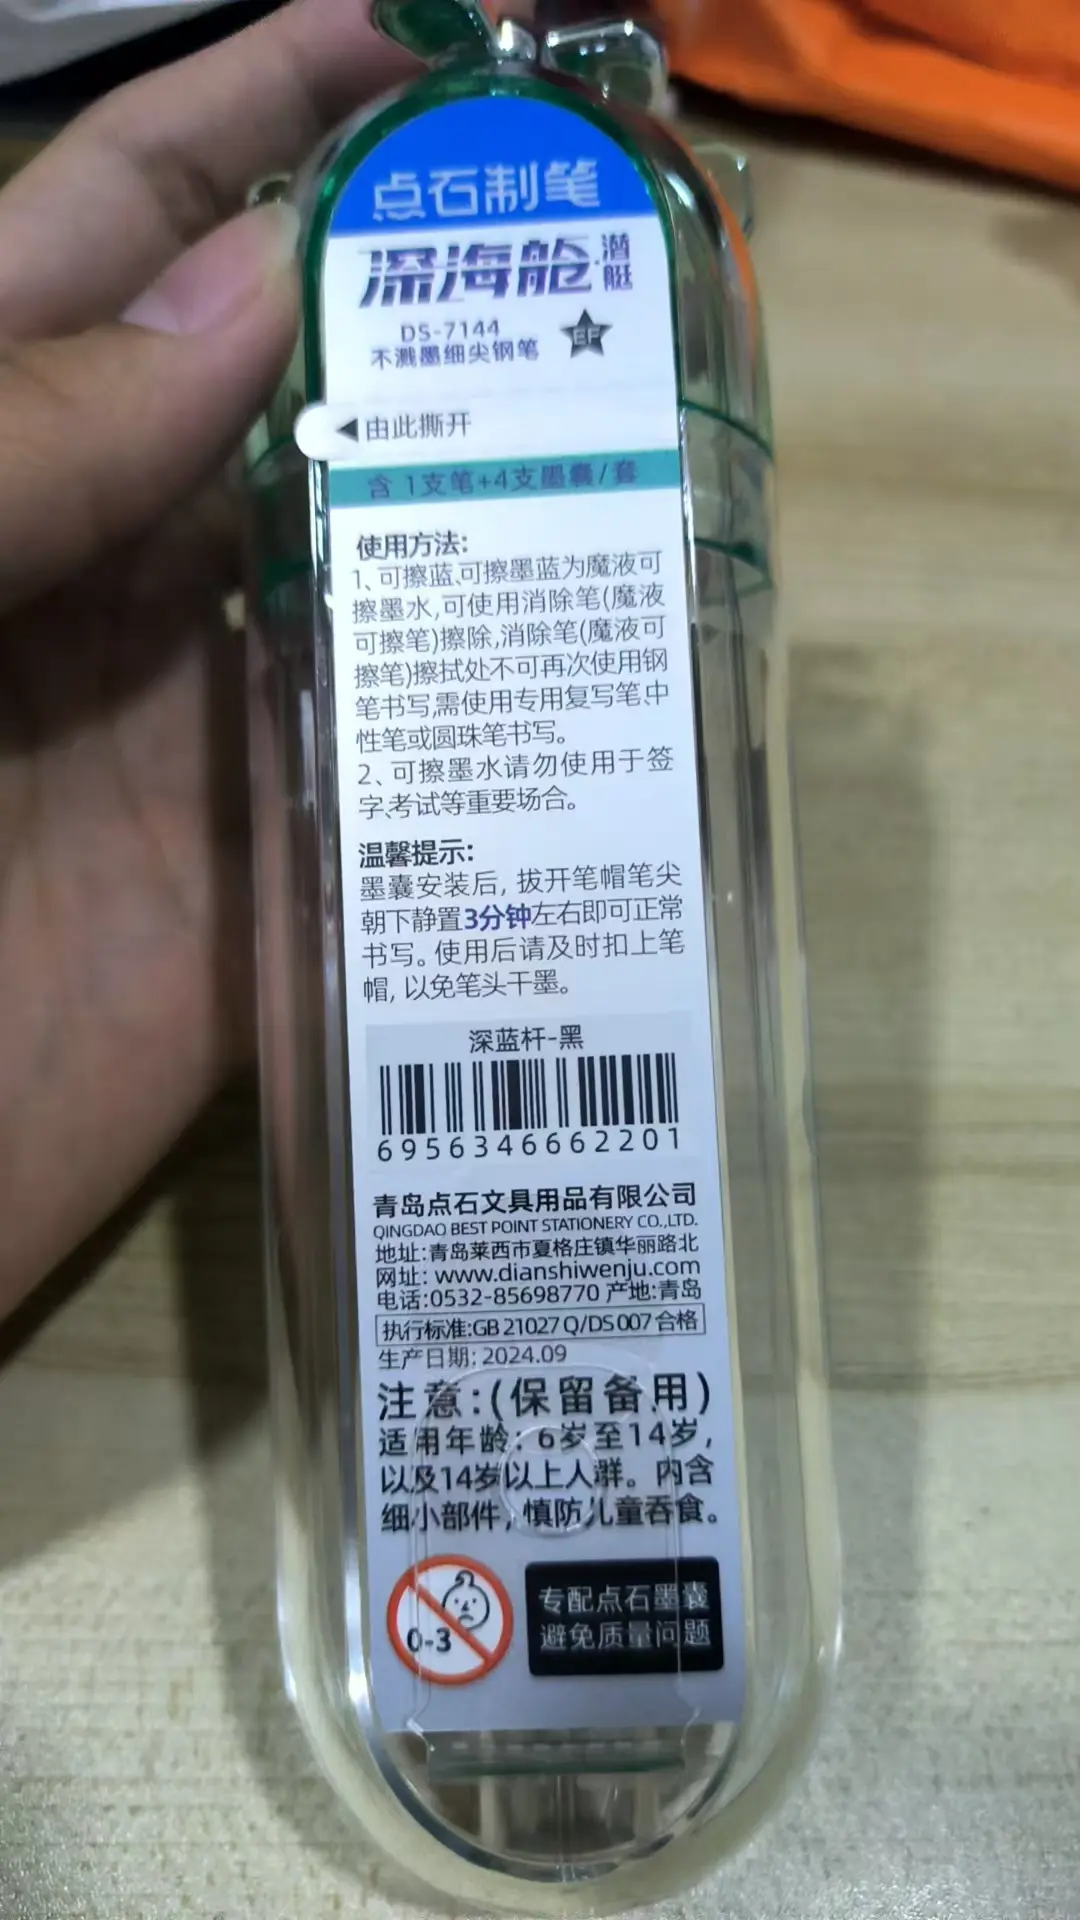 点石制笔
深海舱·潜艇
DS-7144
不溅墨细尖钢笔
EF
◀由此撕开
含 1支笔+4支墨囊/套
使用方法:
1、可擦蓝、可擦墨蓝为魔液可
擦墨水,可使用消除笔(魔液
可擦笔)擦除,消除笔(魔液可
擦笔)擦拭处不可再次使用钢
笔书写,需使用专用复写笔、中
性笔或圆珠笔书写。
2、可擦墨水请勿使用于签
字、考试等重要场合。
温馨提示:
墨囊安装后, 拔开笔帽笔尖
朝下静置3分钟左右即可正常
书写。使用后请及时扣上笔
帽, 以免笔头干墨。
深蓝杆-黑
6956346662201
青岛点石文具用品有限公司
QINGDAO BEST POINT STATIONERY CO.,LTD.
地址:青岛莱西市夏格庄镇华丽路北
网址: www.dianshiwenju.com
电话:0532-85698770 产地:青岛
执行标准:GB 21027 Q/DS 007 合格
生产日期: 2024.09
注意:(保留备用)
适用年龄: 6岁至14岁,
以及14岁以上人群。内含
细小部件, 慎防儿童吞食。
0-3
专配点石墨囊
避免质量问题